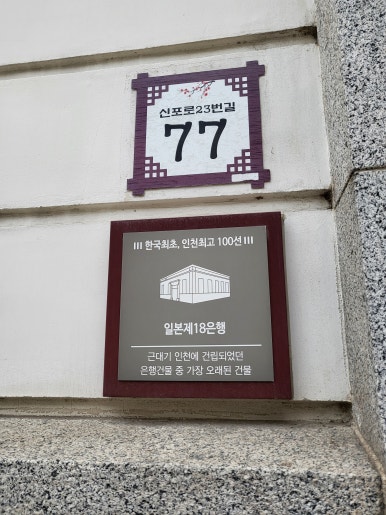 신포로23번길
77
한국최초, 인천최고 100선
일본제18은행
근대기 인천에 건립되었던
은행건물 중 가장 오래된 건물